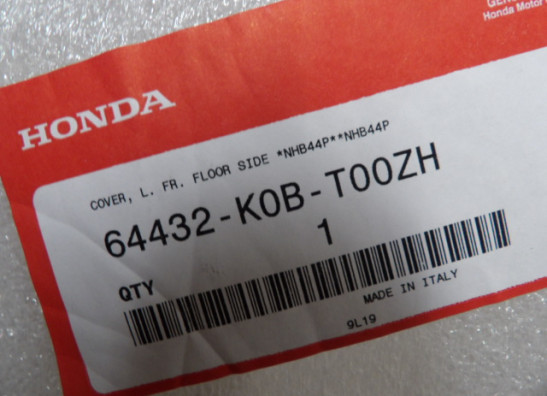 Honda Motor
HONDA
COVER, L. FR. FLOOR SIDE *NHB44P**NHB44P
64432-K0B-T00ZH
1
QTY
MADE IN ITALY
9L19